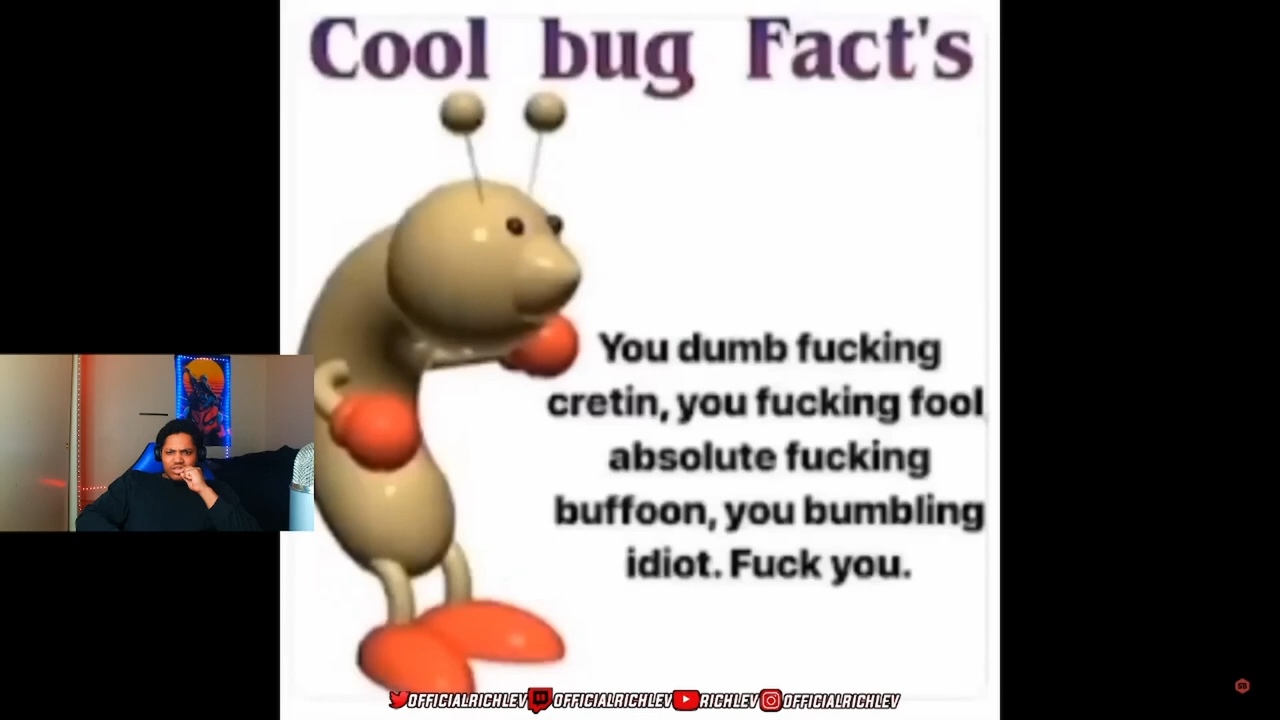 Cool bug Fact's
You dumb fucking
cretin, you fucking fool
absolute fucking
buffoon, you bumbling
idiot. Fuck you.
OFFICIALRICHLEV OFFICIALRICHLEV RICHLEV OFFICIALRICHLEV
SB